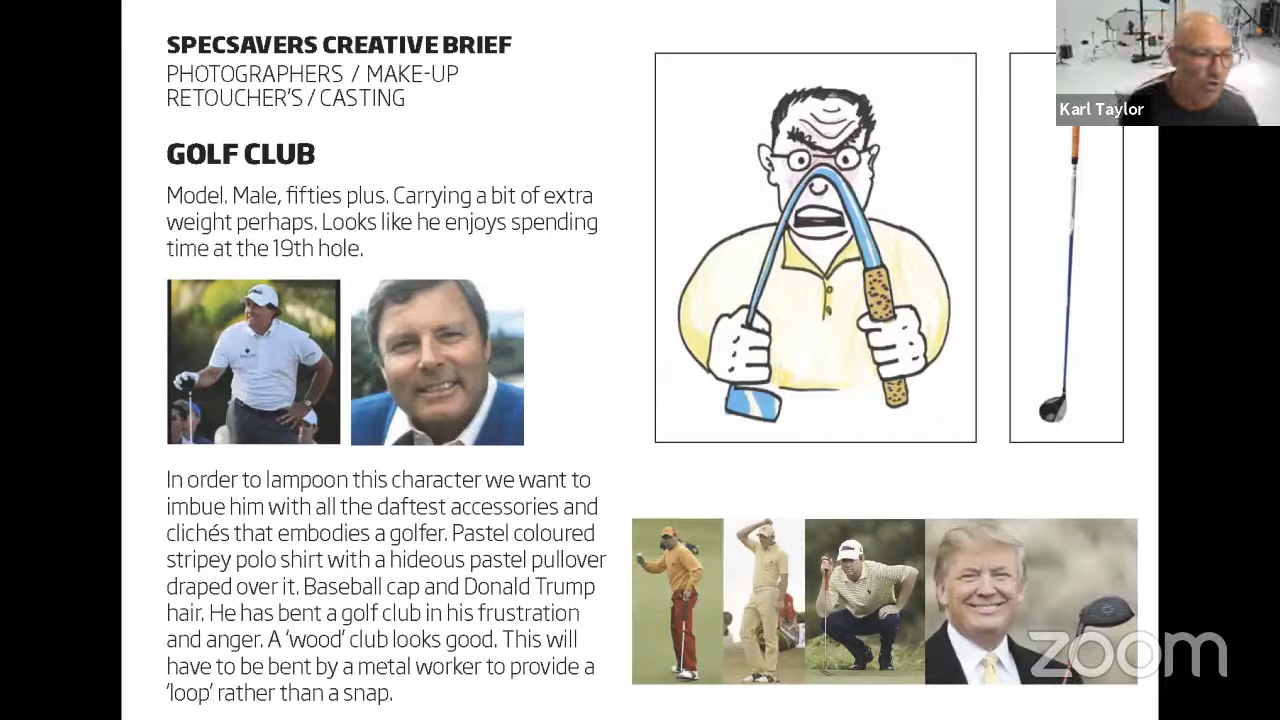 SPECSAVERS CREATIVE BRIEF
PHOTOGRAPHERS / MAKE-UP
RETOUCHER'S / CASTING
GOLF CLUB
Model. Male, fifties plus. Carrying a bit of extra
weight perhaps. Looks like he enjoys spending
time at the 19th hole.
In order to lampoon this character we want to
imbue him with all the daftest accessories and
clichés that embodies a golfer. Pastel coloured
stripey polo shirt with a hideous pastel pullover
draped over it. Baseball cap and Donald Trump
hair. He has bent a golf club in his frustration
and anger. A 'wood' club looks good. This will
have to be bent by a metal worker to provide a
'loop' rather than a snap.
Karl Taylor
zoom